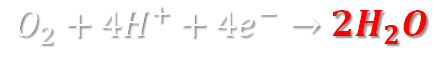 O₂ + 4H⁺ + 4e⁻ → 2H₂O